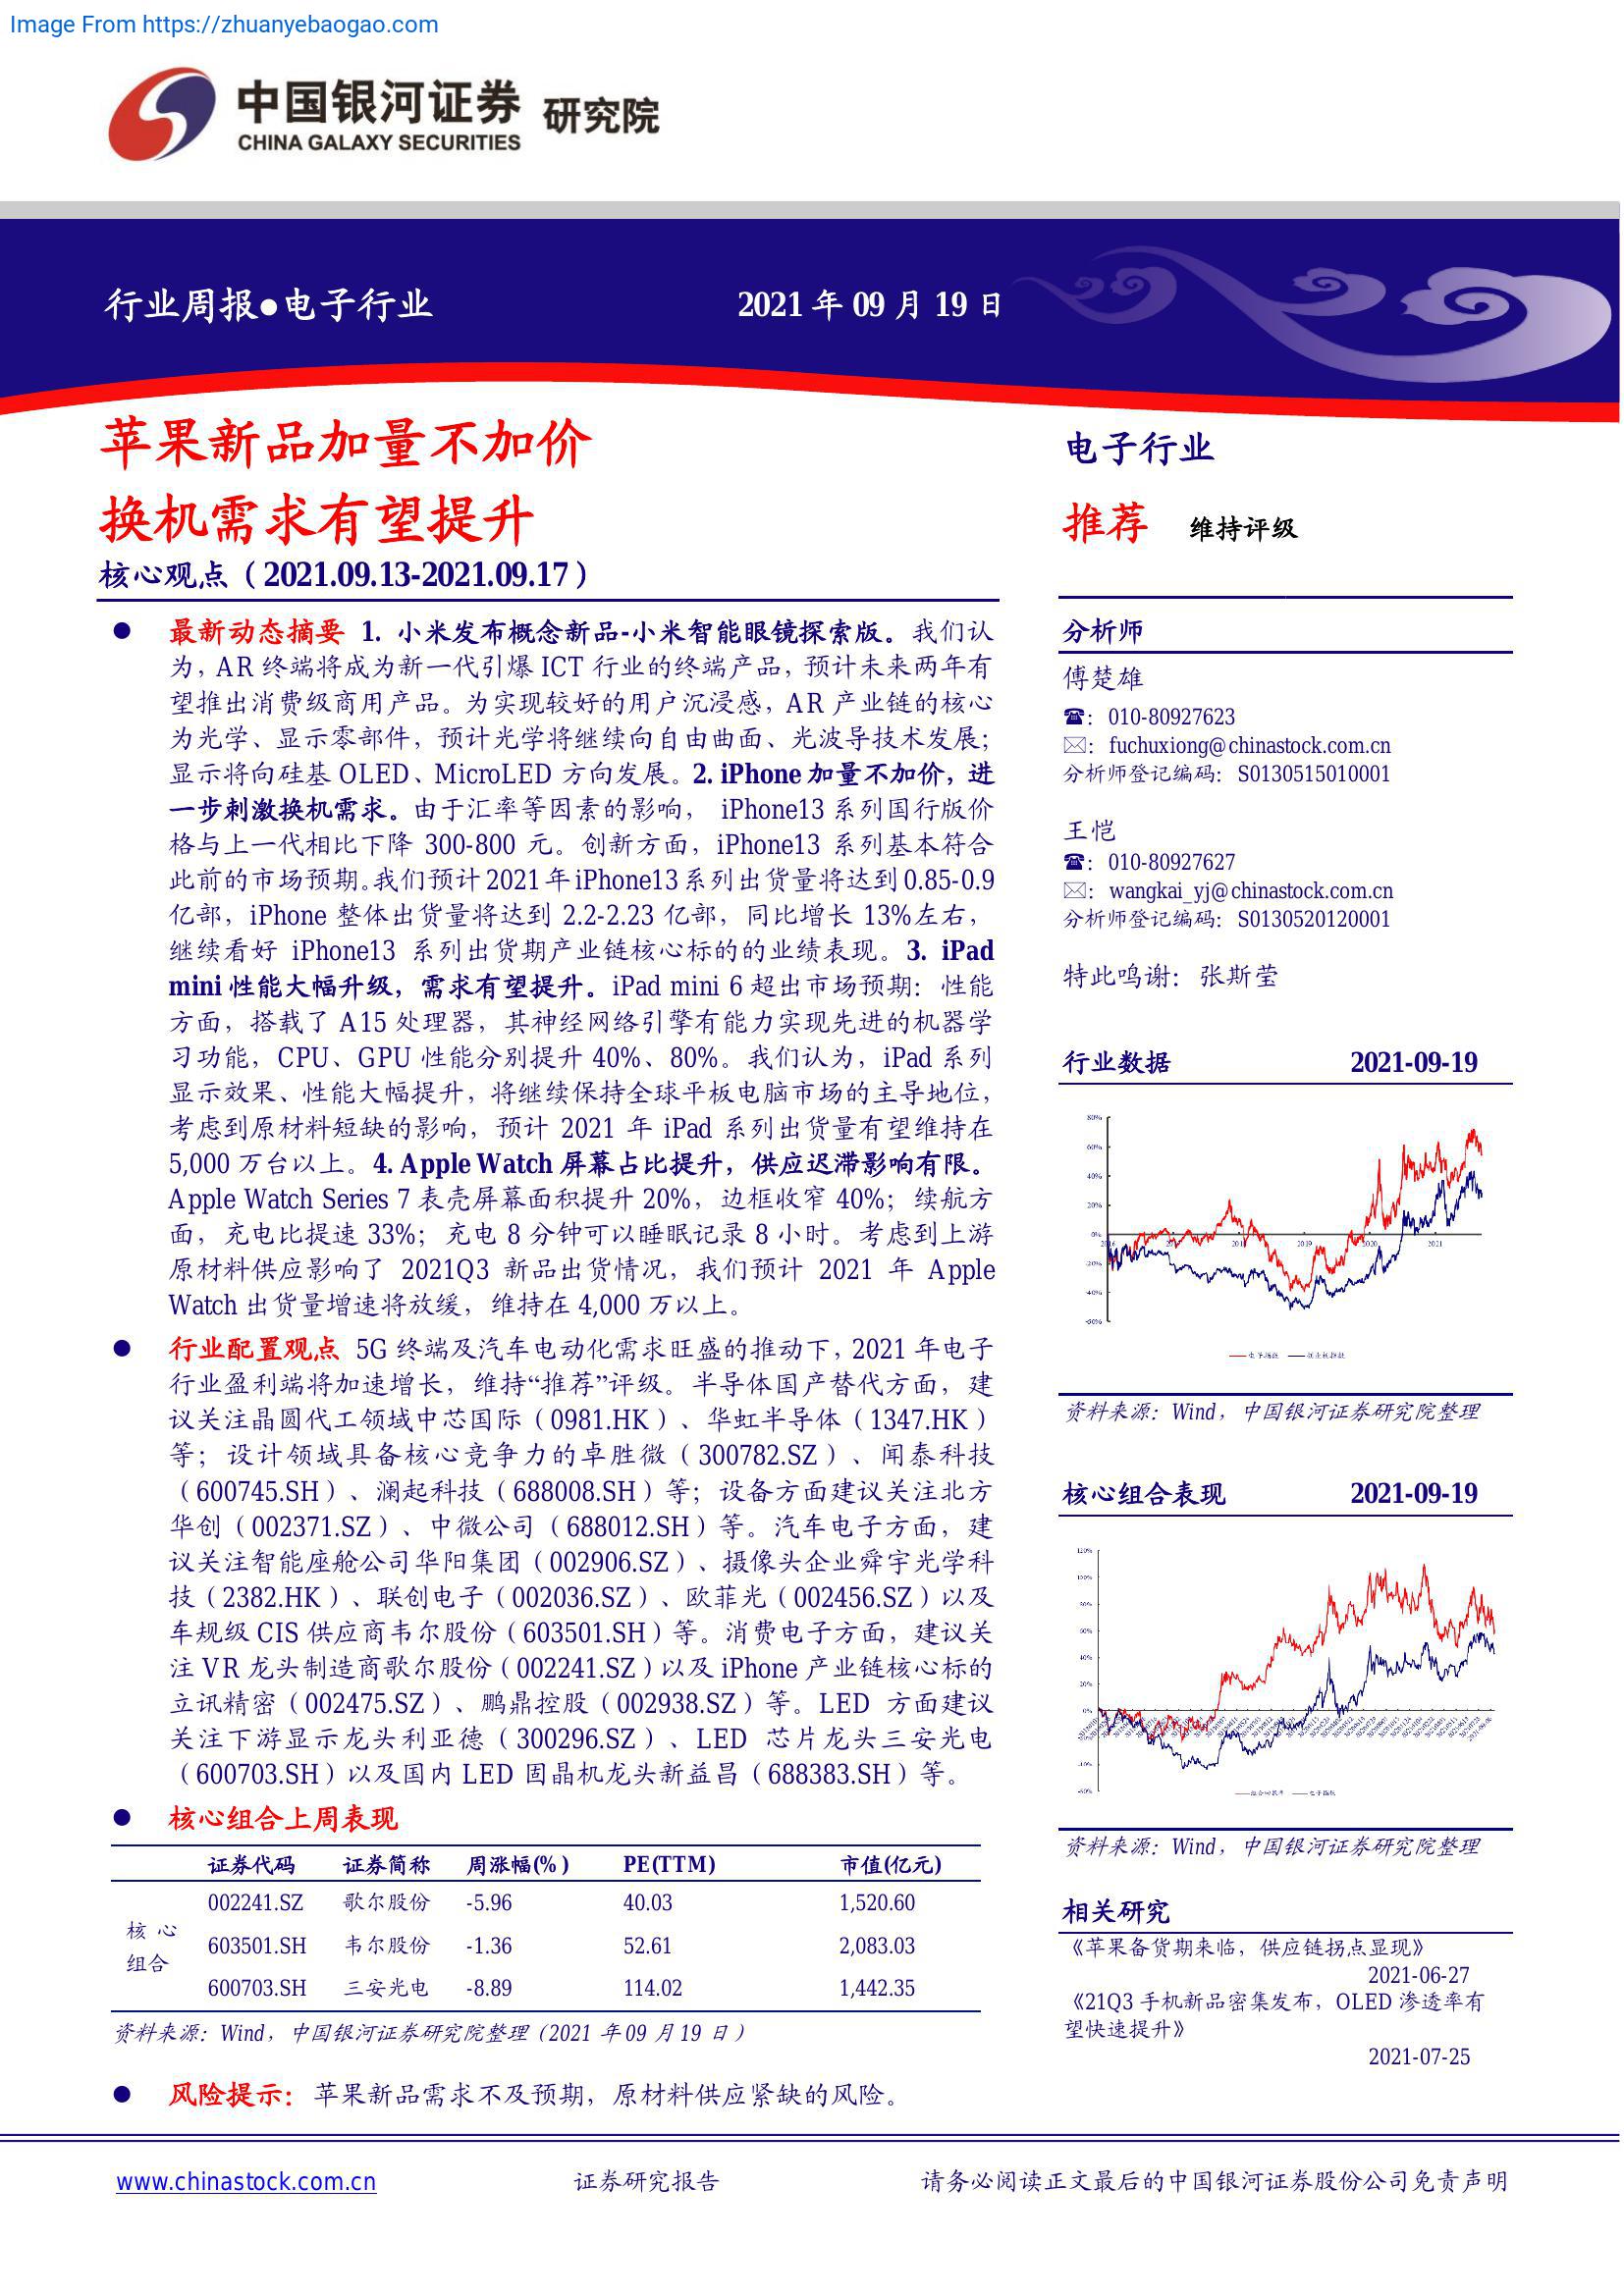 Image From https://zhuanyebaogao.com
中国银河证券 研究院
CHINA GALAXY SECURITIES
行业周报●电子行业
2021 年 09 月 19 日
苹果新品加量不加价
换机需求有望提升
核心观点（2021.09.13-2021.09.17）
● 最新动态摘要 1. 小米发布概念新品-小米智能眼镜探索版。我们认
为，AR 终端将成为新一代引爆 ICT 行业的终端产品，预计未来两年有
望推出消费级商用产品。为实现较好的用户沉浸感，AR 产业链的核心
为光学、显示零部件，预计光学将继续向自由曲面、光波导技术发展；
显示将向硅基 OLED、MicroLED 方向发展。2. iPhone 加量不加价，进
一步刺激换机需求。由于汇率等因素的影响， iPhone13 系列国行版价
格与上一代相比下降 300-800 元。创新方面，iPhone13 系列基本符合
此前的市场预期。我们预计 2021 年 iPhone13 系列出货量将达到 0.85-0.9
亿部，iPhone 整体出货量将达到 2.2-2.23 亿部，同比增长 13%左右，
继续看好 iPhone13 系列出货期产业链核心标的的业绩表现。3. iPad
mini 性能大幅升级，需求有望提升。iPad mini 6 超出市场预期：性能
方面，搭载了 A15 处理器，其神经网络引擎有能力实现先进的机器学
习功能，CPU、GPU 性能分别提升 40%、80%。我们认为，iPad 系列
显示效果、性能大幅提升，将继续保持全球平板电脑市场的主导地位，
考虑到原材料短缺的影响，预计 2021 年 iPad 系列出货量有望维持在
5,000 万台以上。4. Apple Watch 屏幕占比提升，供应迟滞影响有限。
Apple Watch Series 7 表壳屏幕面积提升 20%，边框收窄 40%；续航方
面，充电比提速 33%；充电 8 分钟可以睡眠记录 8 小时。考虑到上游
原材料供应影响了 2021Q3 新品出货情况，我们预计 2021 年 Apple
Watch 出货量增速将放缓，维持在 4,000 万以上。
● 行业配置观点 5G 终端及汽车电动化需求旺盛的推动下，2021 年电子
行业盈利端将加速增长，维持“推荐”评级。半导体国产替代方面，建
议关注晶圆代工领域中芯国际（0981.HK）、华虹半导体（1347.HK）
等；设计领域具备核心竞争力的卓胜微（300782.SZ）、闻泰科技
（600745.SH）、澜起科技（688008.SH）等；设备方面建议关注北方
华创（002371.SZ）、中微公司（688012.SH）等。汽车电子方面，建
议关注智能座舱公司华阳集团（002906.SZ）、摄像头企业舜宇光学科
技（2382.HK）、联创电子（002036.SZ）、欧菲光（002456.SZ）以及
车规级 CIS 供应商韦尔股份（603501.SH）等。消费电子方面，建议关
注 VR 龙头制造商歌尔股份（002241.SZ）以及 iPhone 产业链核心标的
立讯精密（002475.SZ）、鹏鼎控股（002938.SZ）等。LED 方面建议
关注下游显示龙头利亚德（300296.SZ）、LED 芯片龙头三安光电
（600703.SH）以及国内 LED 固晶机龙头新益昌（688383.SH）等。
● 核心组合上周表现
证券代码 证券简称 周涨幅(%) PE(TTM) 市值(亿元)
核心组合
002241.SZ 歌尔股份 -5.96 40.03 1,520.60
603501.SH 韦尔股份 -1.36 52.61 2,083.03
600703.SH 三安光电 -8.89 114.02 1,442.35
资料来源：Wind，中国银河证券研究院整理（2021 年 09 月 19 日）
● 风险提示：苹果新品需求不及预期，原材料供应紧缺的风险。
电子行业
推荐 维持评级
分析师
傅楚雄
☎：010-80927623
✉：fuchuxiong@chinastock.com.cn
分析师登记编码：S0130515010001
王恺
☎：010-80927627
✉：wangkai_yj@chinastock.com.cn
分析师登记编码：S0130520120001
特此鸣谢：张斯莹
行业数据 2021-09-19
80%
60%
40%
20%
0%
-20%
-40%
-60%
2019
2020
2021
资料来源：Wind，中国银河证券研究院整理
核心组合表现 2021-09-19
120%
100%
80%
60%
40%
20%
0%
资料来源：Wind，中国银河证券研究院整理
相关研究
《苹果备货期来临，供应链拐点显现》
2021-06-27
《21Q3 手机新品密集发布，OLED 渗透率有
望快速提升》
2021-07-25
www.chinastock.com.cn
证券研究报告
请务必阅读正文最后的中国银河证券股份公司免责声明